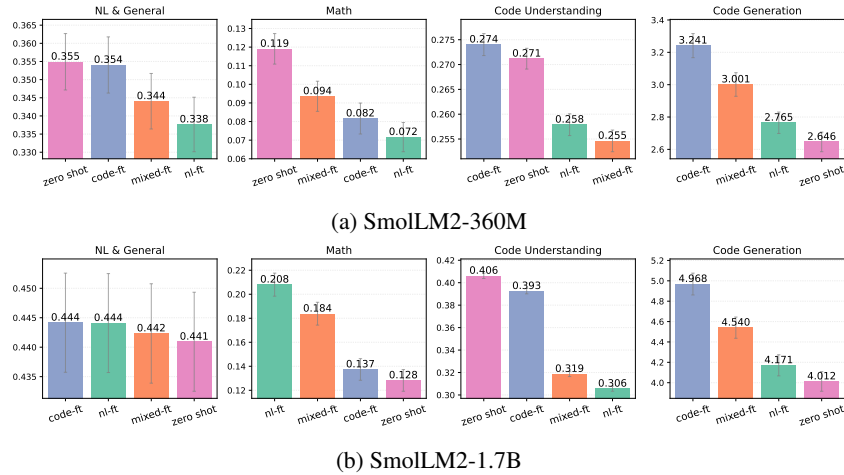 NL & General
0.365
0.360
0.355
0.350
0.345
0.340
0.335
0.330
0.355
0.354
0.344
0.338
zero shot
code-ft
mixed-ft
nl-ft
Math
0.13
0.12
0.11
0.10
0.09
0.08
0.07
0.06
0.119
0.094
0.082
0.072
zero shot
mixed-ft
code-ft
nl-ft
Code Understanding
0.275
0.270
0.265
0.260
0.255
0.274
0.271
0.258
0.255
code-ft
zero shot
nl-ft
mixed-ft
Code Generation
3.4
3.2
3.0
2.8
2.6
3.241
3.001
2.765
2.646
code-ft
mixed-ft
nl-ft
zero shot
(a) SmolLM2-360M
NL & General
0.450
0.445
0.440
0.435
0.444
0.444
0.442
0.441
code-ft
nl-ft
mixed-ft
zero shot
Math
0.22
0.20
0.18
0.16
0.14
0.12
0.208
0.184
0.137
0.128
nl-ft
mixed-ft
code-ft
zero shot
Code Understanding
0.42
0.40
0.38
0.36
0.34
0.32
0.30
0.406
0.393
0.319
0.306
zero shot
code-ft
mixed-ft
nl-ft
Code Generation
5.2
5.0
4.8
4.6
4.4
4.2
4.0
4.968
4.540
4.171
4.012
code-ft
mixed-ft
nl-ft
zero shot
(b) SmolLM2-1.7B